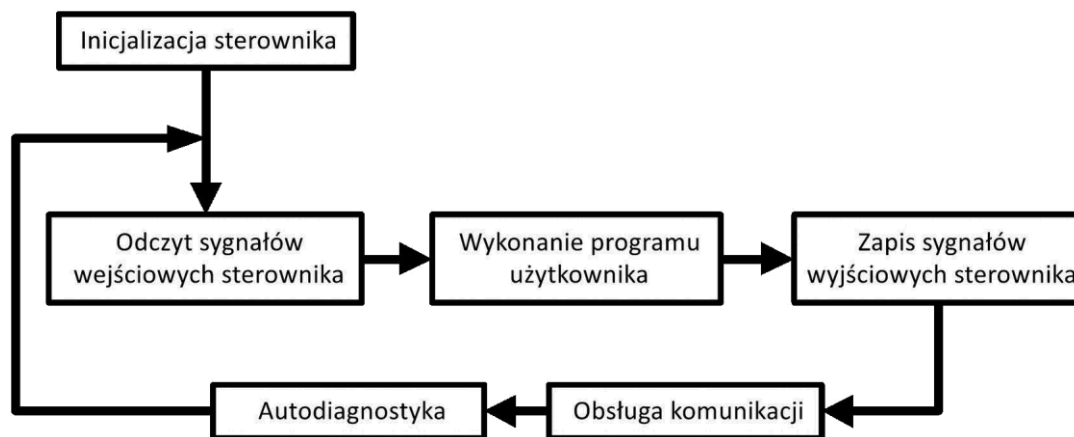 Inicjalizacja sterownika
Odczyt sygnałów
wejściowych sterownika
Wykonanie programu
użytkownika
Zapis sygnałów
wyjściowych sterownika
Autodiagnostyka
Obsługa komunikacji